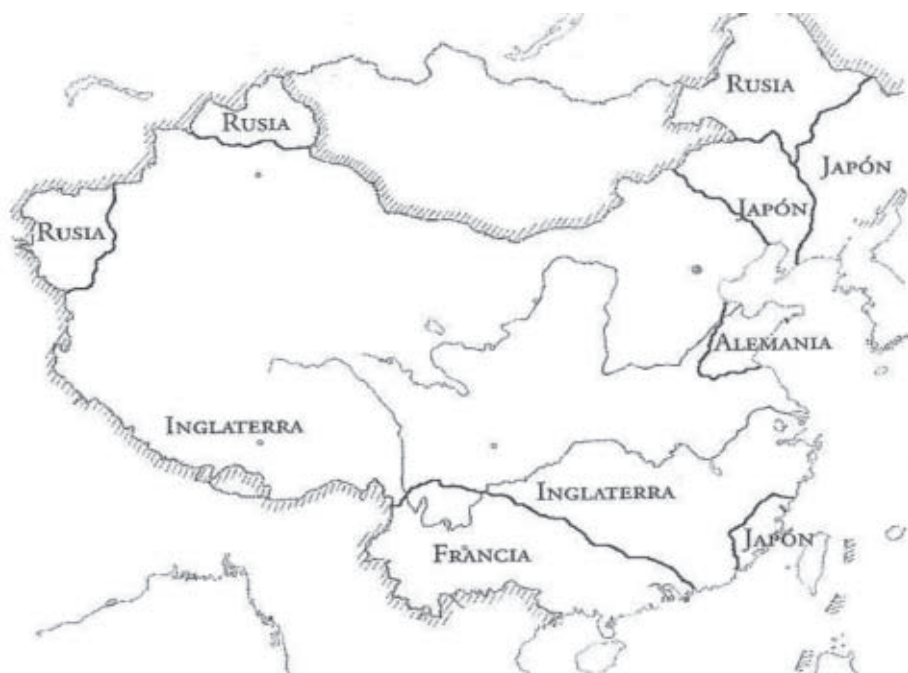 RUSIA
RUSIA
JAPÓN
RUSIA
JAPÓN
ALEMANIA
INGLATERRA
INGLATERRA
FRANCIA
JAPÓN